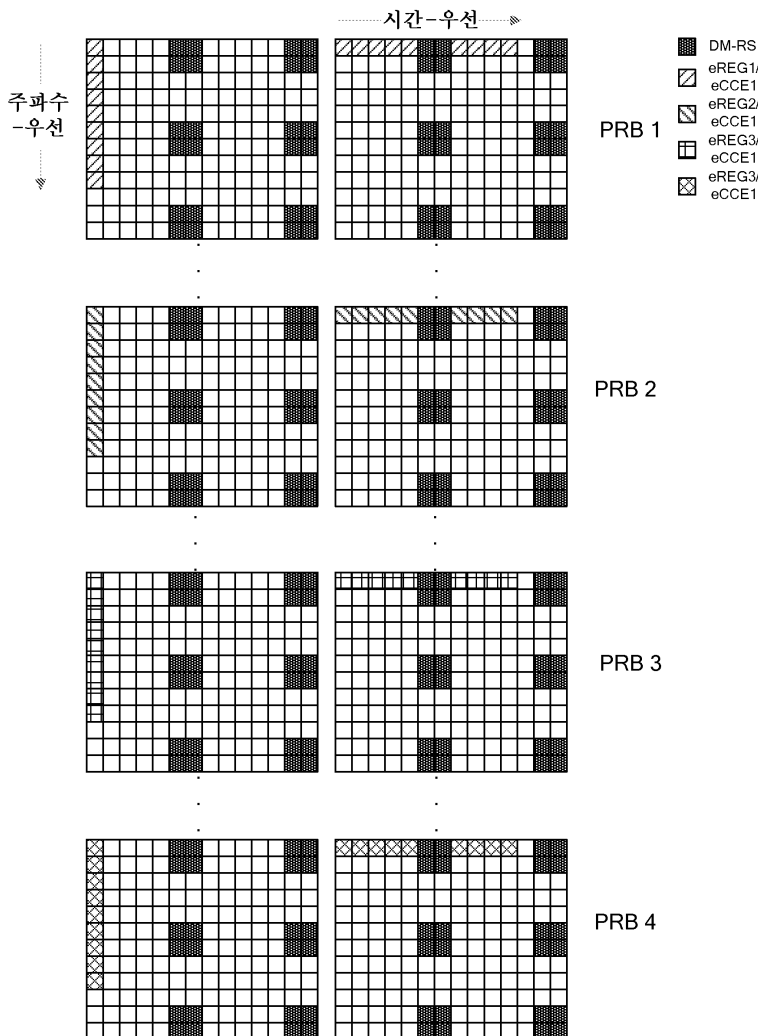 시간-우선
주파수
-우선
DM-RS
eREG1/
eCCE1
eREG2/
eCCE1
eREG3/
eCCE1
eREG3/
eCCE1
PRB 1
PRB 2
PRB 3
PRB 4